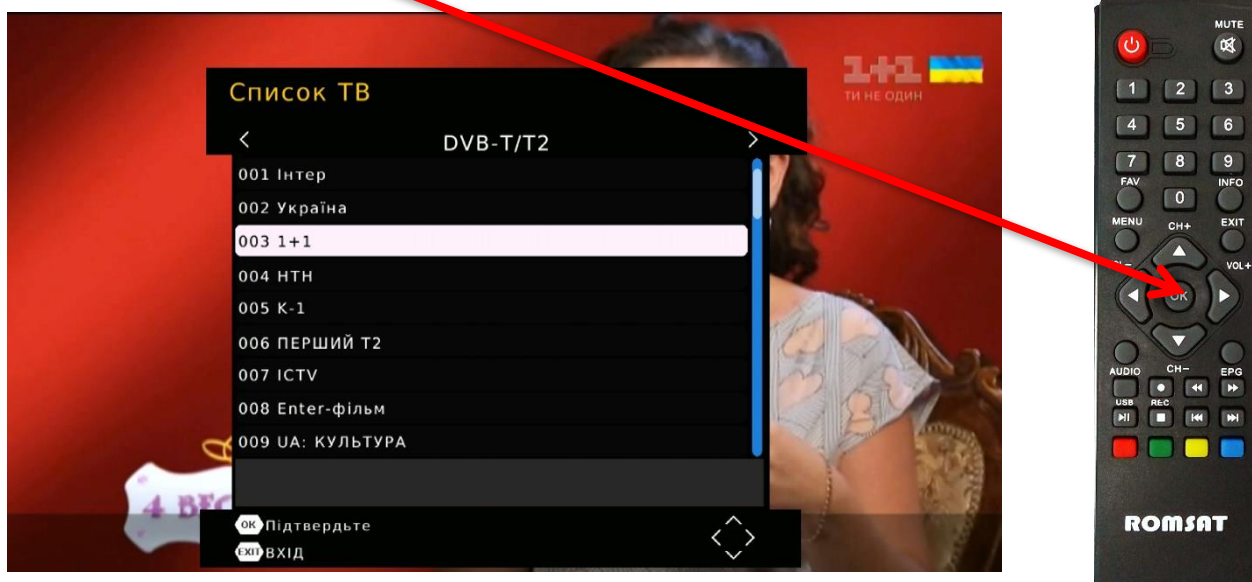 1+1
ТИ НЕ ОДИН
Список ТВ
DVB-T/T2
001 Інтер
002 Україна
003 1+1
004 НТН
005 К-1
006 ПЕРШИЙ Т2
007 ICTV
008 Enter-фільм
009 UA: КУЛЬТУРА
4 ВЕС
OK Підтвердьте
EXIT ВХІД
MUTE
1 2 3
4 5 6
7 8 9
FAV INFO
0
MENU CH+ EXIT
VOL+
OK
AUDIO CH- EPG
USB REC
ROMSAT